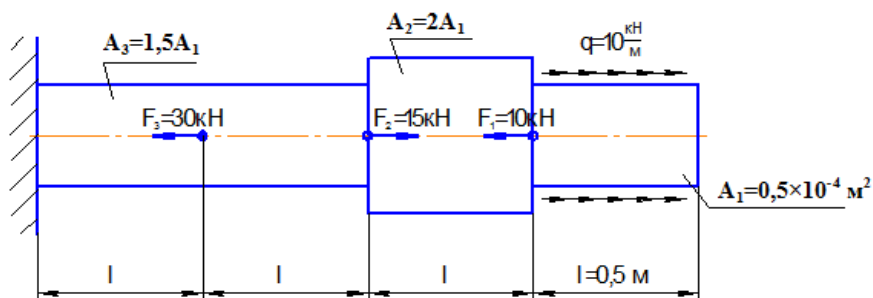 A₃=1,5A₁
A₂=2A₁
q=10 кН/м
F₃=30кН
F₂=15кН
F₁=10кН
A₁=0,5×10⁻⁴ м²
l
l
l
l=0,5 м